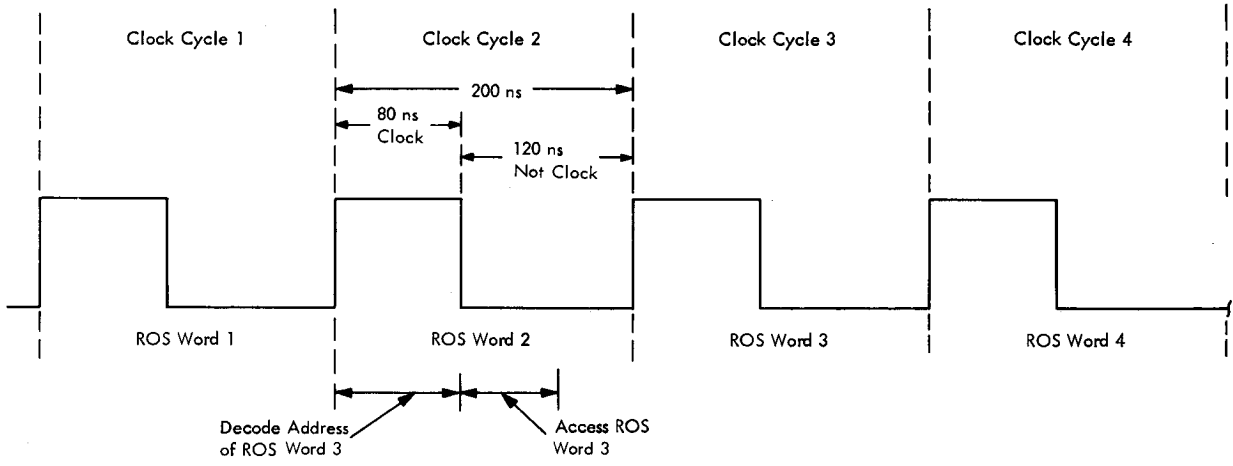 Clock Cycle 1
Clock Cycle 2
Clock Cycle 3
Clock Cycle 4
200 ns
80 ns
Clock
120 ns
Not Clock
ROS Word 1
ROS Word 2
ROS Word 3
ROS Word 4
Decode Address
of ROS Word 3
Access ROS
Word 3